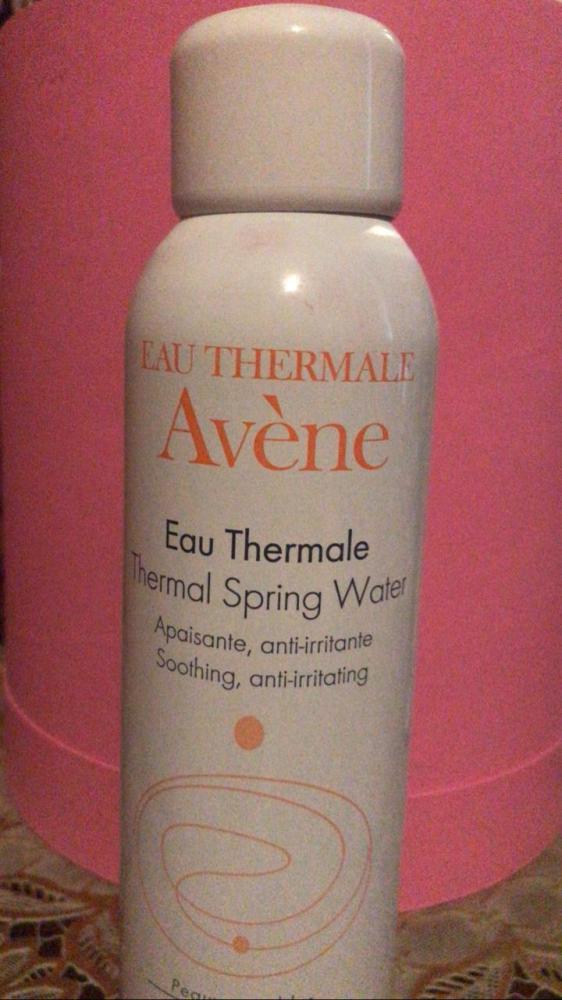 EAU THERMALE
Avène
Eau Thermale
Thermal Spring Water
Apaisante, anti-irritante
Soothing, anti-irritating